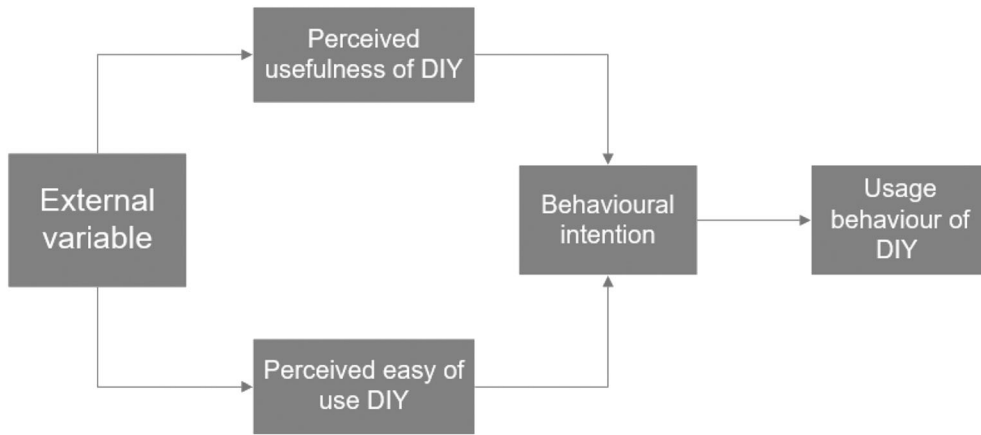 Perceived
usefulness of DIY
External
variable
Behavioural
intention
Usage
behaviour of
DIY
Perceived easy of
use DIY